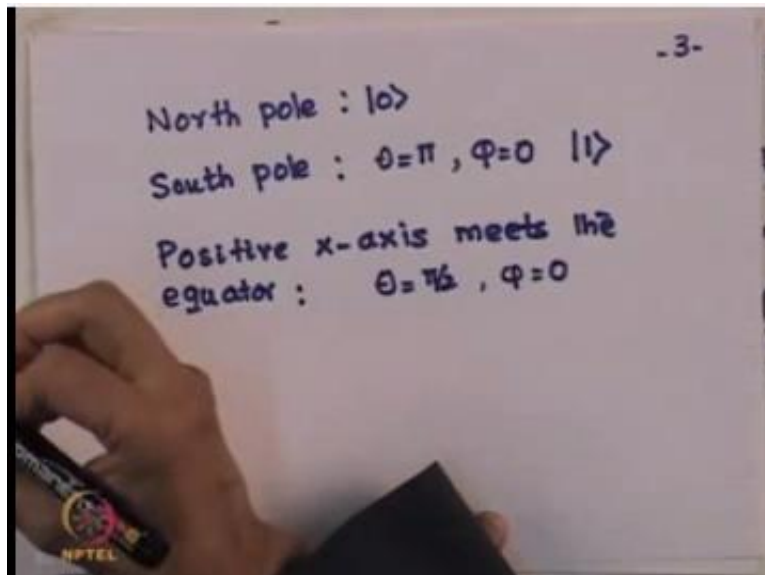 -3-
North pole : |0>
South pole : θ=π , φ=0 |1>
Positive x-axis meets the
equator : θ=π/2 , φ=0
NPTEL